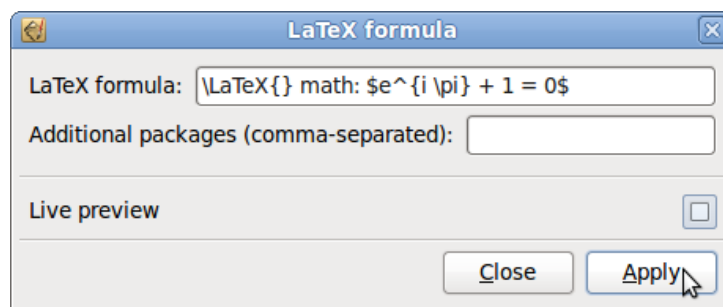 LaTeX formula
LaTeX formula: \LaTeX{} math: $e^{i \pi} + 1 = 0$
Additional packages (comma-separated):
Live preview
Close Apply